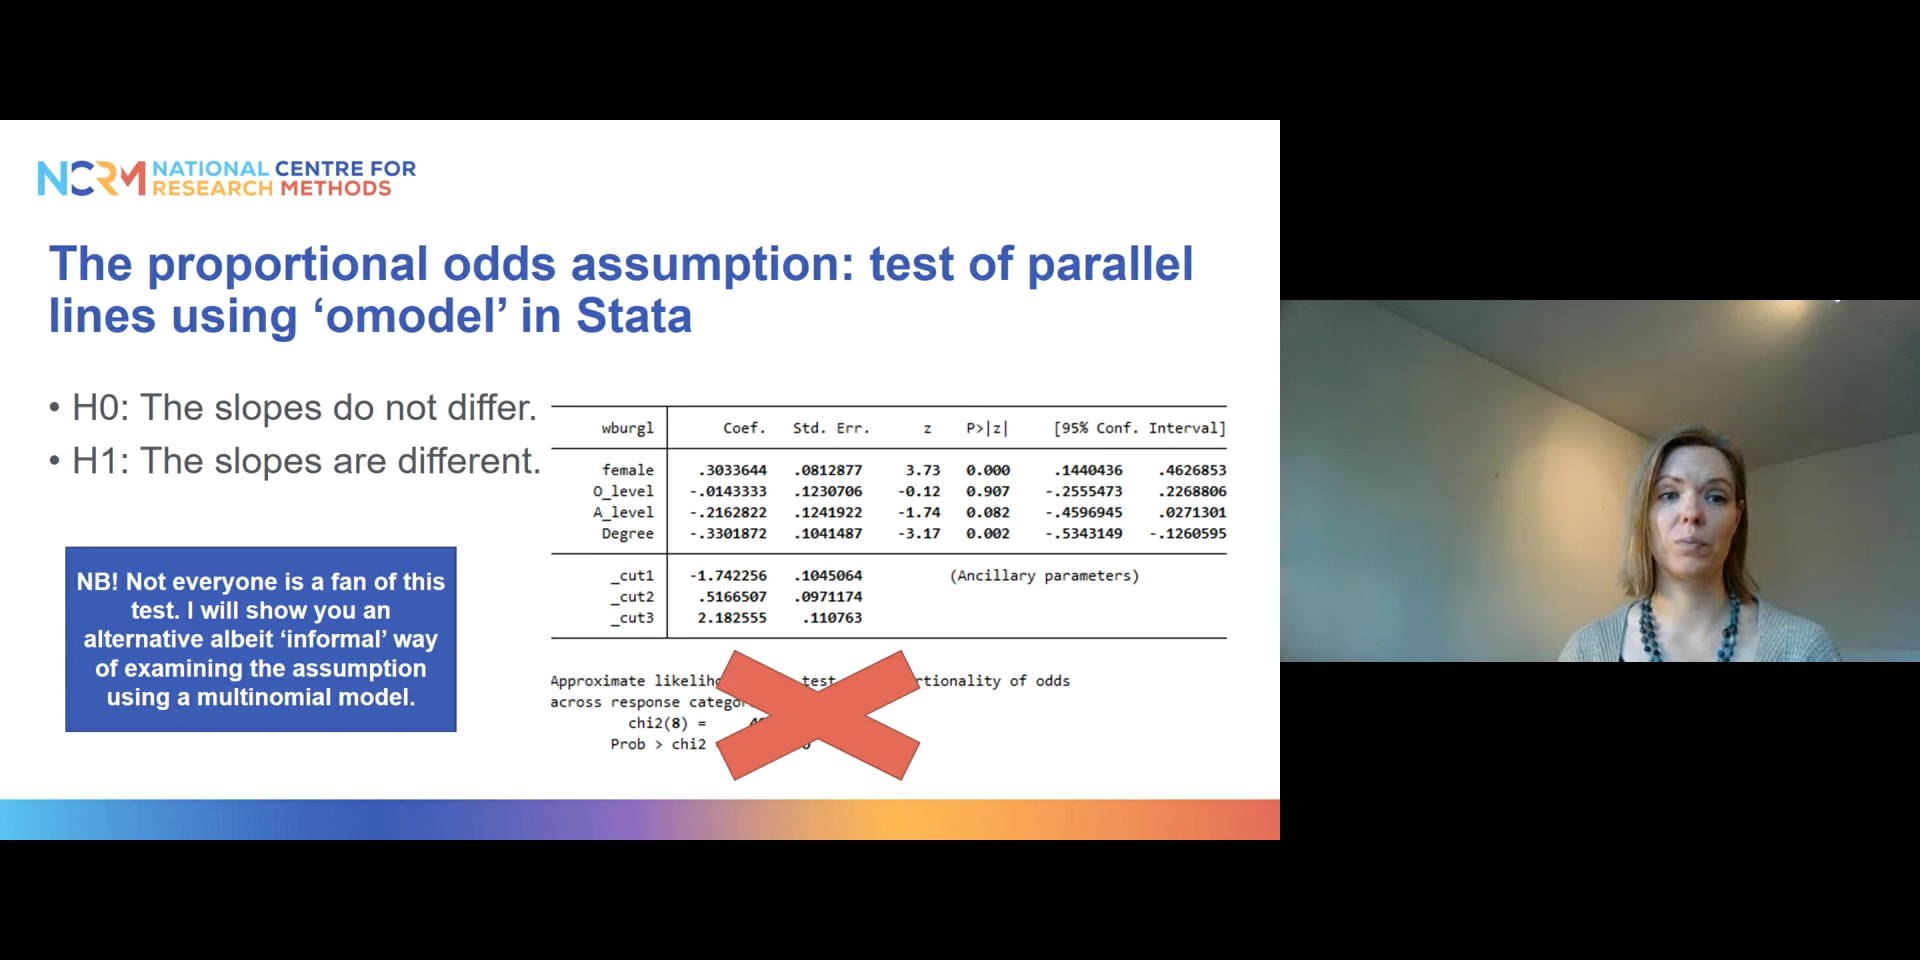 NCRM NATIONAL CENTRE FOR
RESEARCH METHODS
The proportional odds assumption: test of parallel
lines using ‘omodel’ in Stata
• H0: The slopes do not differ.
• H1: The slopes are different.
NB! Not everyone is a fan of this
test. I will show you an
alternative albeit ‘informal’ way
of examining the assumption
using a multinomial model.
wburgl Coef. Std. Err. z P>|z| [95% Conf. Interval]
female .3033644 .0812877 3.73 0.000 .1440436 .4626853
O_level -.0143333 .1230706 -0.12 0.907 -.2555473 .2268806
A_level -.2162822 .1241922 -1.74 0.082 -.4596945 .0271301
Degree -.3301872 .1041487 -3.17 0.002 -.5343149 -.1260595
_cut1 -1.742256 .1045064 (Ancillary parameters)
_cut2 .5166507 .0971174
_cut3 2.182555 .110763
Approximate test of odds
across response
chi2(8) =
Prob > chi2